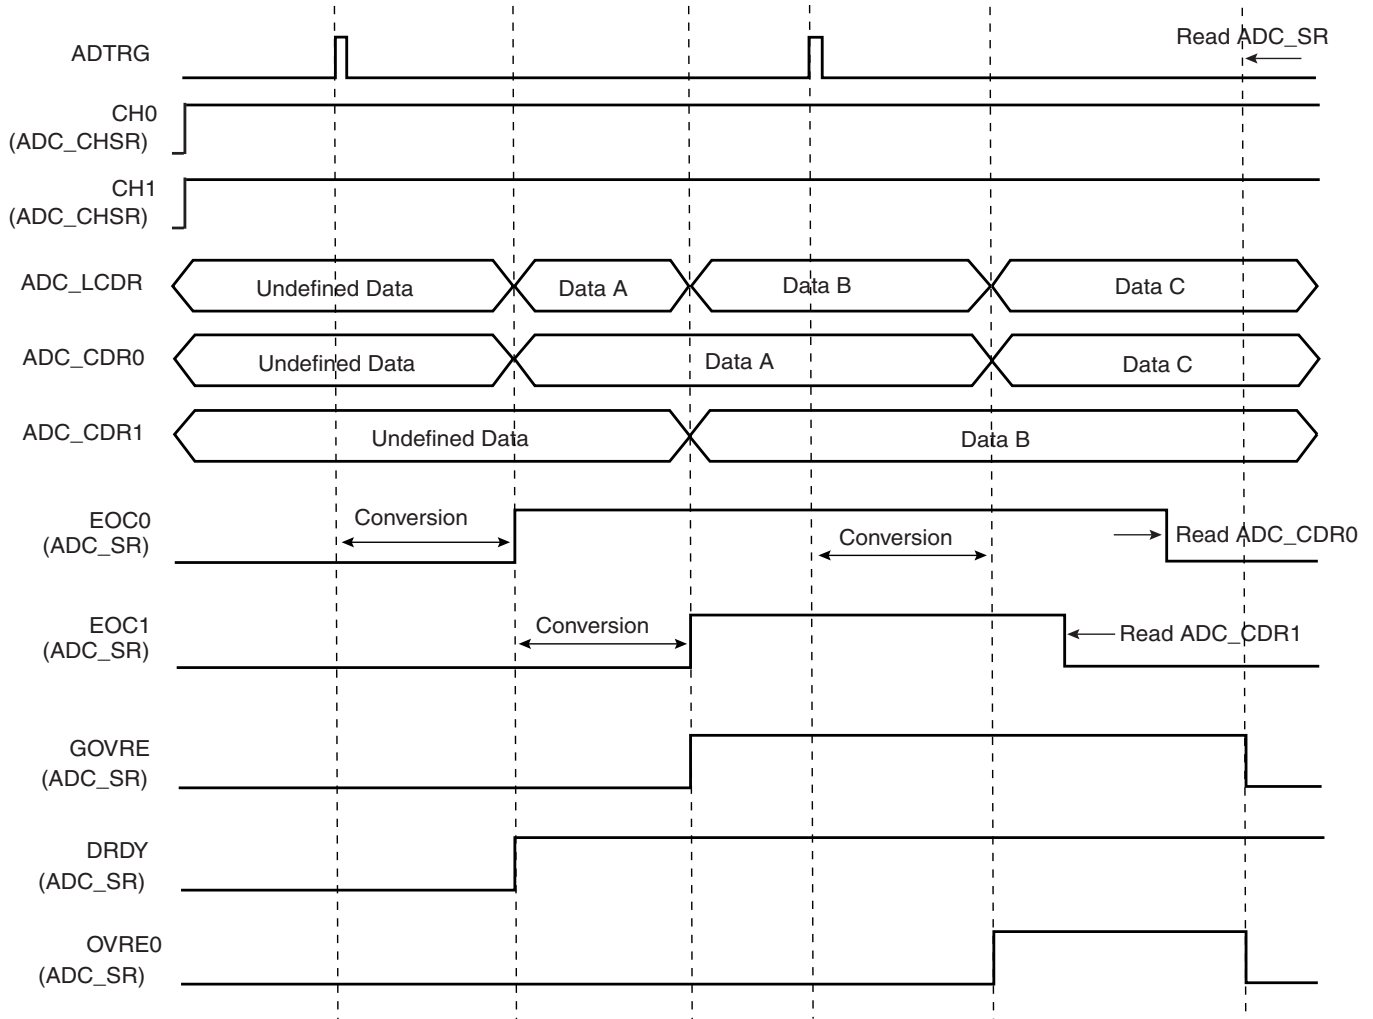 ADTRG
Read ADC_SR
CH0
(ADC_CHSR)
CH1
(ADC_CHSR)
ADC_LCDR
Undefined Data
Data A
Data B
Data C
ADC_CDR0
Undefined Data
Data A
Data C
ADC_CDR1
Undefined Data
Data B
EOC0
(ADC_SR)
Conversion
Conversion
Read ADC_CDR0
EOC1
(ADC_SR)
Conversion
Read ADC_CDR1
GOVRE
(ADC_SR)
DRDY
(ADC_SR)
OVRE0
(ADC_SR)